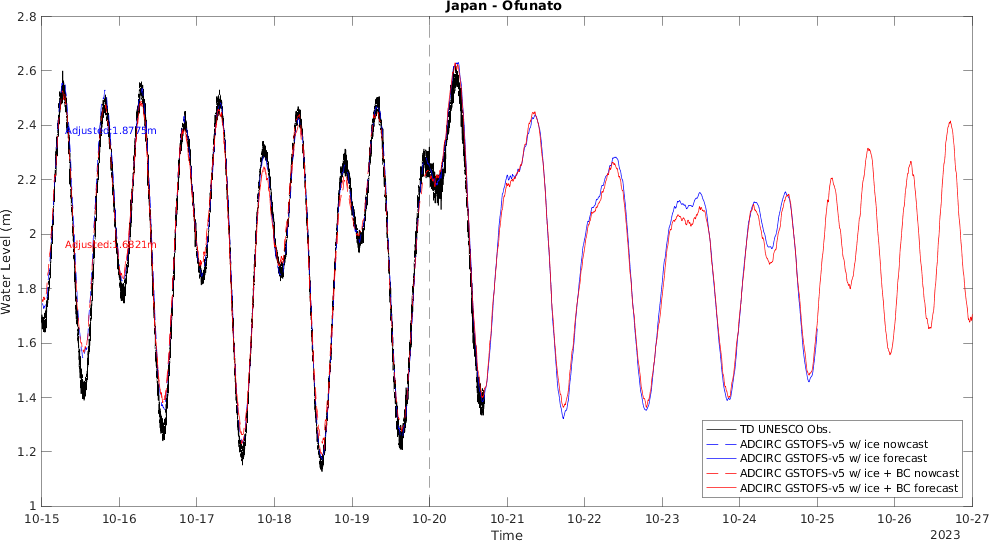 Japan - Ofunato
2.8
2.6
2.4
2.2
2
1.8
1.6
1.4
1.2
1
Water Level (m)
Adjusted:1.8775m
Adjusted:1.6821m
TD UNESCO Obs.
ADCIRC GSTOFS-v5 w/ ice nowcast
ADCIRC GSTOFS-v5 w/ ice forecast
ADCIRC GSTOFS-v5 w/ ice + BC nowcast
ADCIRC GSTOFS-v5 w/ ice + BC forecast
10-15 10-16 10-17 10-18 10-19 10-20 10-21 10-22 10-23 10-24 10-25 10-26 10-27
Time
2023